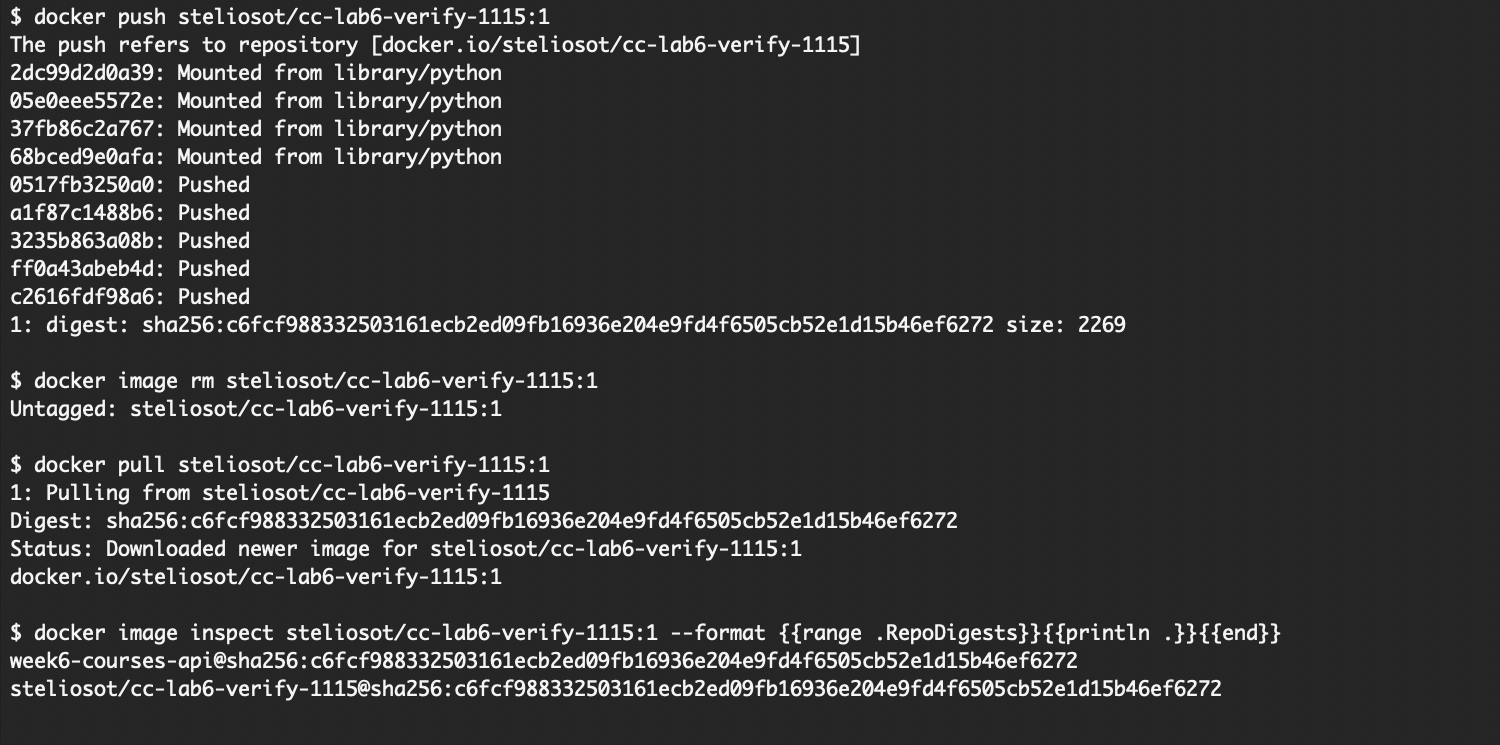 $ docker push steliosot/cc-lab6-verify-1115:1
The push refers to repository [docker.io/steliosot/cc-lab6-verify-1115]
2dc99d2d0a39: Mounted from library/python
05e0eee5572e: Mounted from library/python
37fb86c2a767: Mounted from library/python
68bced9e0afa: Mounted from library/python
0517fb3250a0: Pushed
a1f87c1488b6: Pushed
3235b863a08b: Pushed
ff0a43abeb4d: Pushed
c2616fdf98a6: Pushed
1: digest: sha256:c6fcf988332503161ecb2ed09fb16936e204e9fd4f6505cb52e1d15b46ef6272 size: 2269
$ docker image rm steliosot/cc-lab6-verify-1115:1
Untagged: steliosot/cc-lab6-verify-1115:1
$ docker pull steliosot/cc-lab6-verify-1115:1
1: Pulling from steliosot/cc-lab6-verify-1115
Digest: sha256:c6fcf988332503161ecb2ed09fb16936e204e9fd4f6505cb52e1d15b46ef6272
Status: Downloaded newer image for steliosot/cc-lab6-verify-1115:1
docker.io/steliosot/cc-lab6-verify-1115:1
$ docker image inspect steliosot/cc-lab6-verify-1115:1 --format {{range .RepoDigests}}{{println .}}{{end}}
week6-courses-api@sha256:c6fcf988332503161ecb2ed09fb16936e204e9fd4f6505cb52e1d15b46ef6272
steliosot/cc-lab6-verify-1115@sha256:c6fcf988332503161ecb2ed09fb16936e204e9fd4f6505cb52e1d15b46ef6272